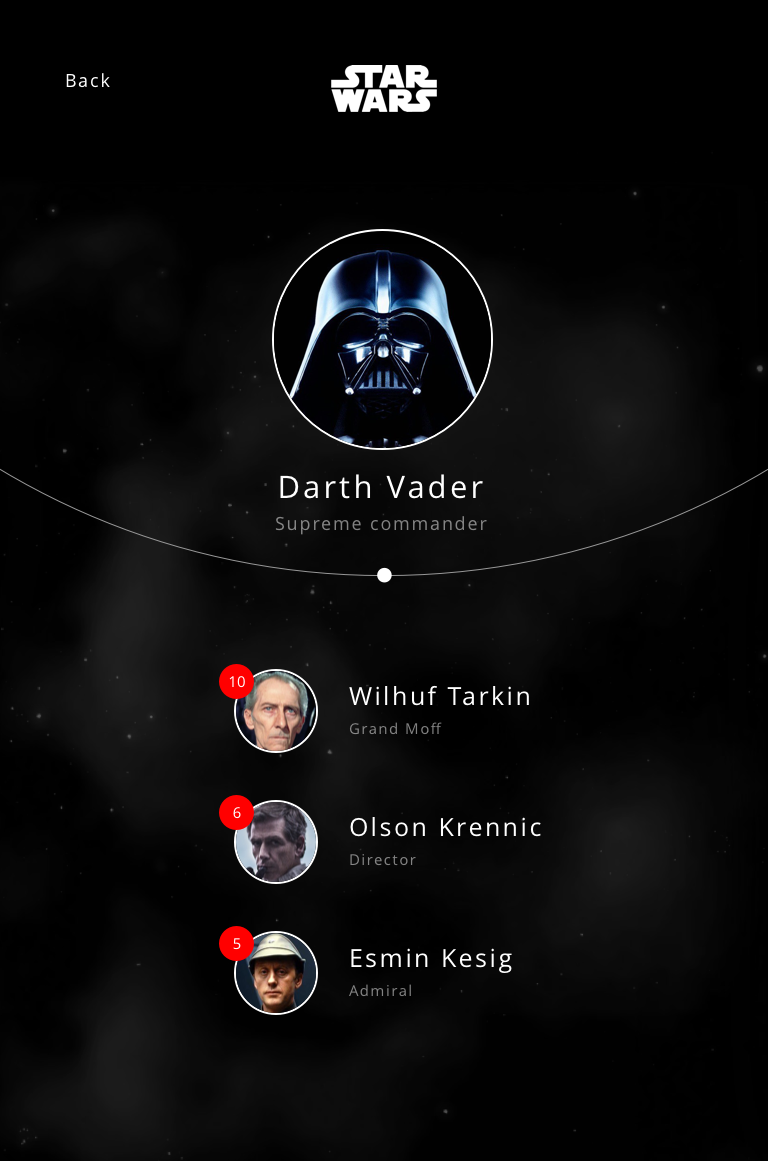 Back
STAR
WARS
Darth Vader
Supreme commander
10
Wilhuf Tarkin
Grand Moff
6
Olson Krennic
Director
5
Esmin Kesig
Admiral